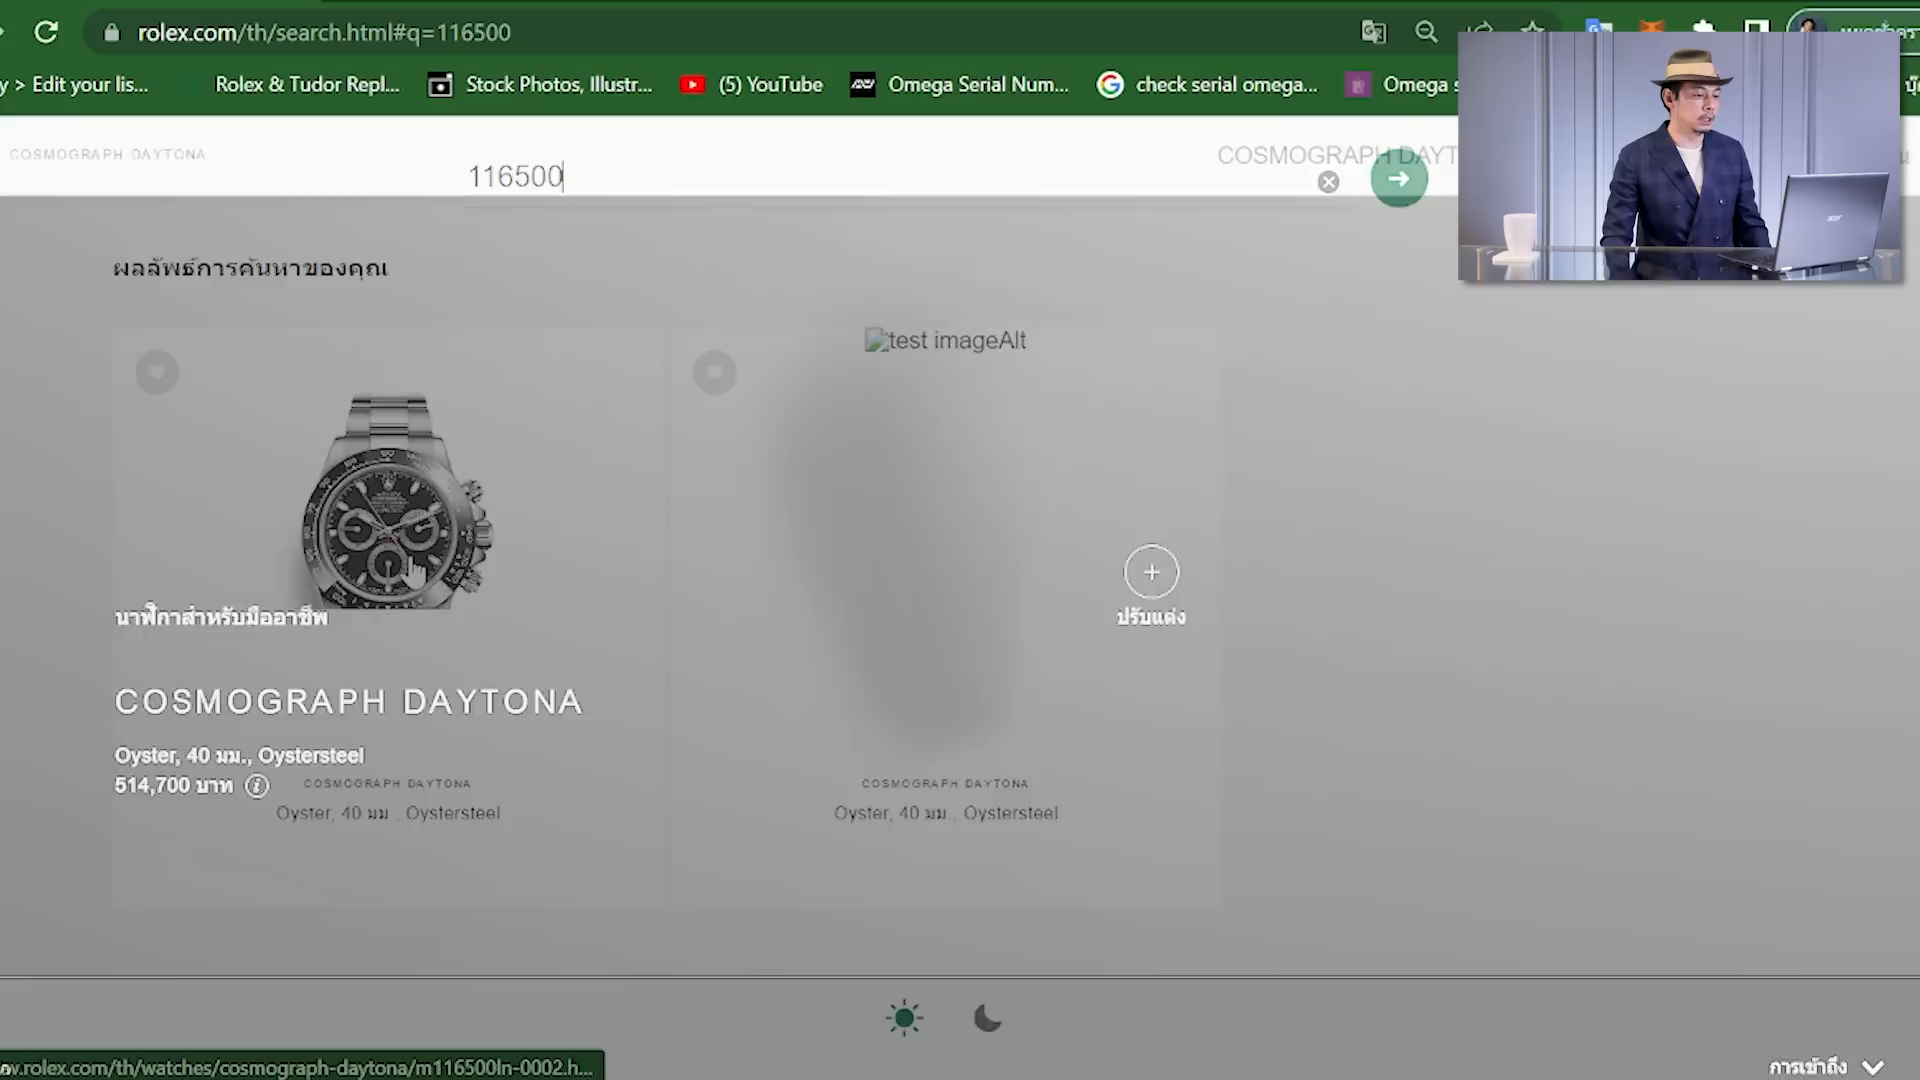 rolex.com/th/search.html#q=116500
y > Edit your lis...
Rolex & Tudor Repl...
Stock Photos, Illustr...
(5) YouTube
Omega Serial Num...
check serial omega...
Omega s
COSMOGRAPH DAYTONA
116500
COSMOGRAPH DAYT
ผลลัพธ์การค้นหาของคุณ
test imageAlt
นาฬิกาสำหรับมืออาชีพ
ปรับแต่ง
COSMOGRAPH DAYTONA
Oyster, 40 มม., Oystersteel
514,700 บาท
COSMOGRAPH DAYTONA
Oyster, 40 มม., Oystersteel
COSMOGRAPH DAYTONA
Oyster, 40 มม., Oystersteel
acer
w.rolex.com/th/watches/cosmograph-daytona/m116500ln-0002.h...
การเข้าถึง